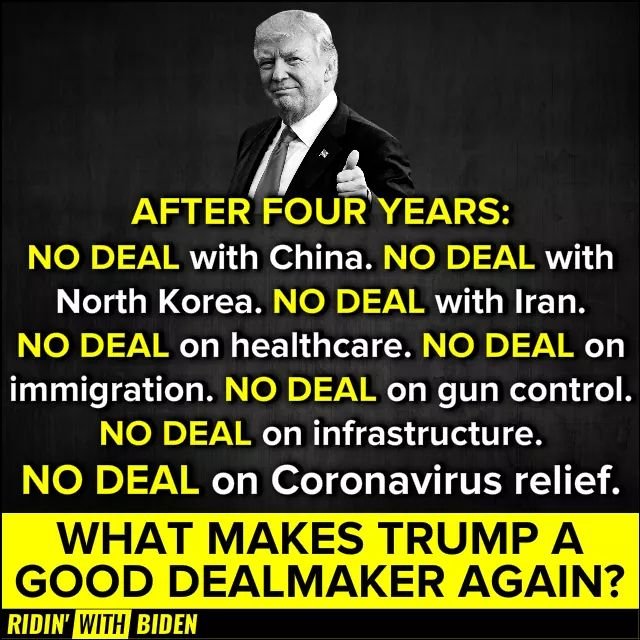 AFTER FOUR YEARS:
NO DEAL with China. NO DEAL with
North Korea. NO DEAL with Iran.
NO DEAL on healthcare. NO DEAL on
immigration. NO DEAL on gun control.
NO DEAL on infrastructure.
NO DEAL on Coronavirus relief.
WHAT MAKES TRUMP A
GOOD DEALMAKER AGAIN?
RIDIN' WITH BIDEN